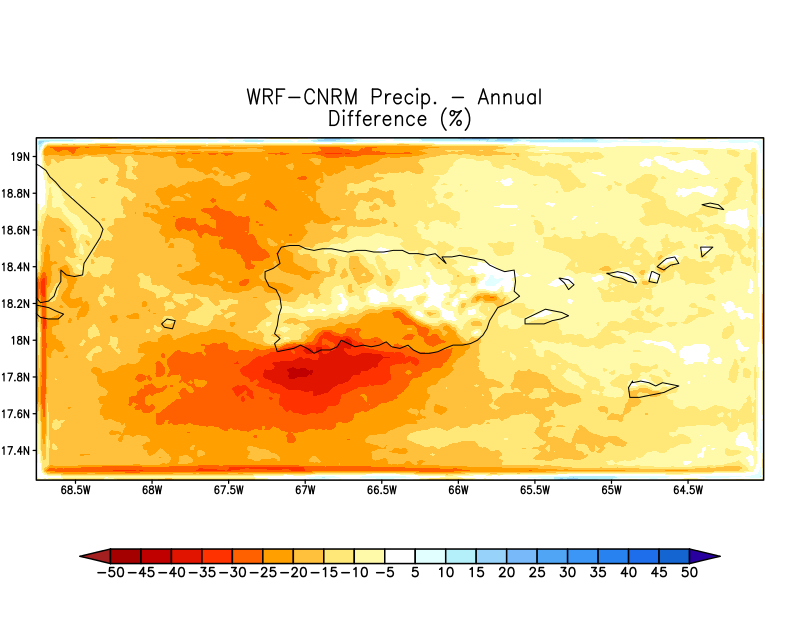 WRF-CNRM Precip. - Annual
Difference (%)
19N
18.8N
18.6N
18.4N
18.2N
18N
17.8N
17.6N
17.4N
68.5W 68W 67.5W 67W 66.5W 66W 65.5W 65W 64.5W
-50 -45 -40 -35 -30 -25 -20 -15 -10 -5 5 10 15 20 25 30 35 40 45 50